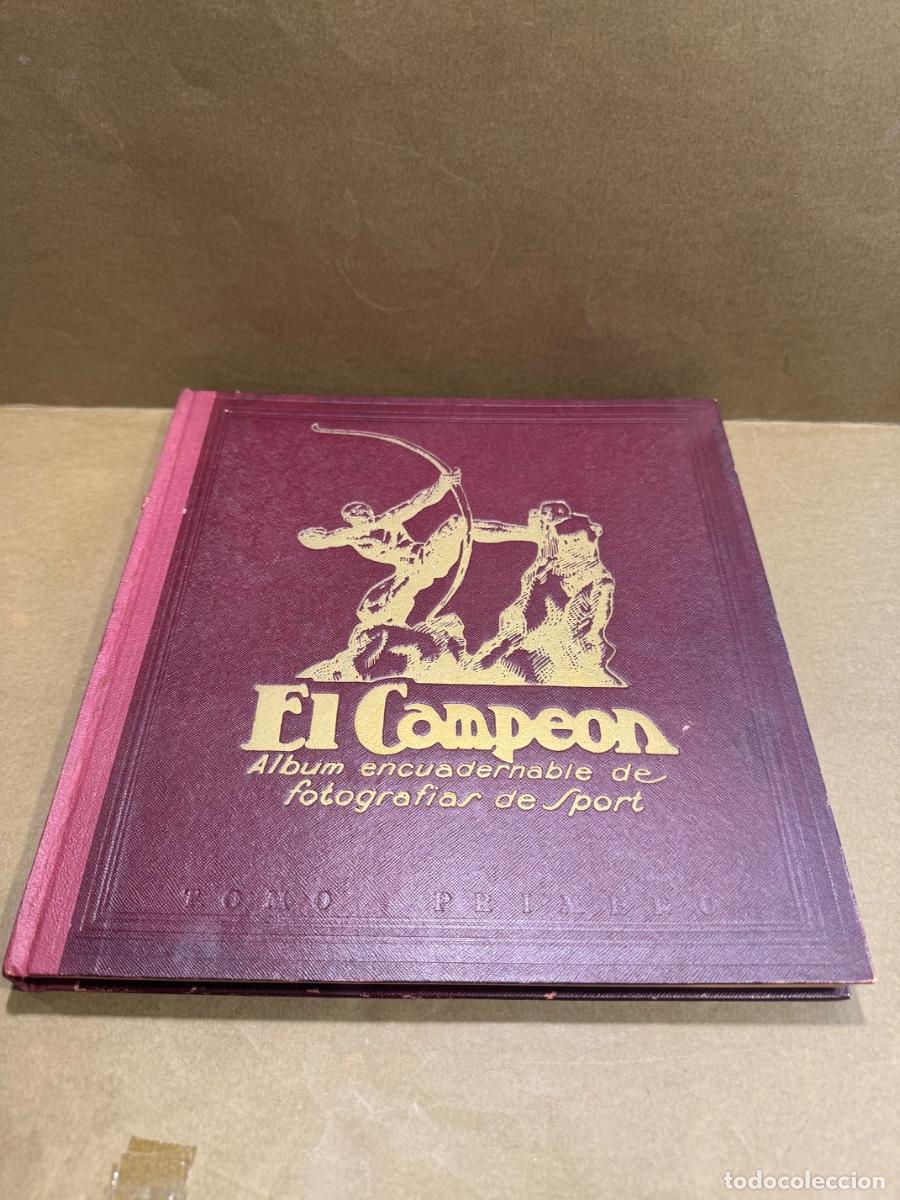 El Campeon
Album encuadernable de
fotografias de Sport
TOMO PRIMERO
todocoleccion